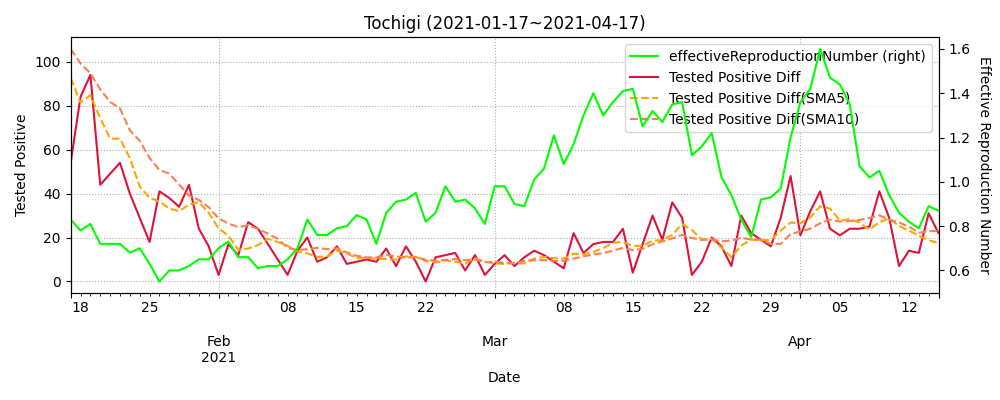 Tochigi (2021-01-17~2021-04-17)
effectiveReproductionNumber (right)
Tested Positive Diff
Tested Positive Diff(SMA5)
Tested Positive Diff(SMA10)
Tested Positive
100
80
60
40
20
0
1.6
1.4
1.2
1.0
0.8
0.6
Effective Reproduction Number
18 25 08 15 22 08 15 22 29 05 12
Feb Mar Apr
2021
Date